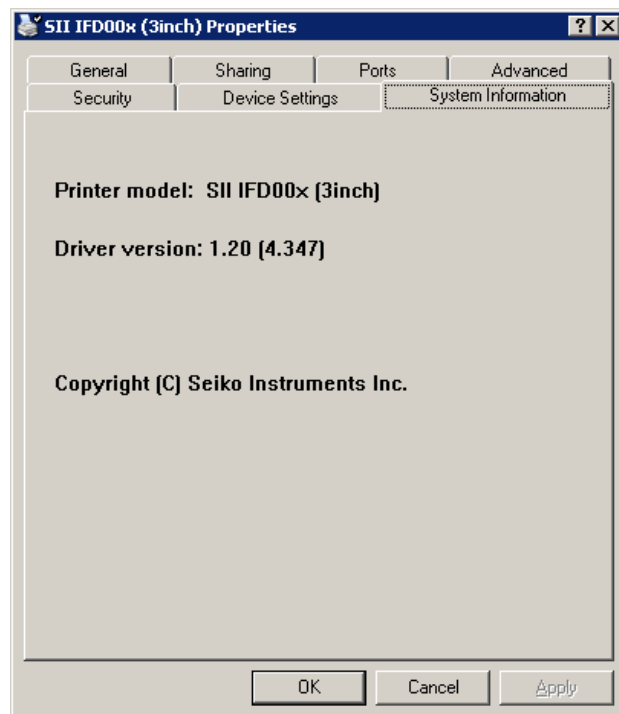 SII IFD00x (3inch) Properties
General Sharing Ports Advanced
Security Device Settings System Information
Printer model: SII IFD00x (3inch)
Driver version: 1.20 (4.347)
Copyright (C) Seiko Instruments Inc.
OK Cancel Apply